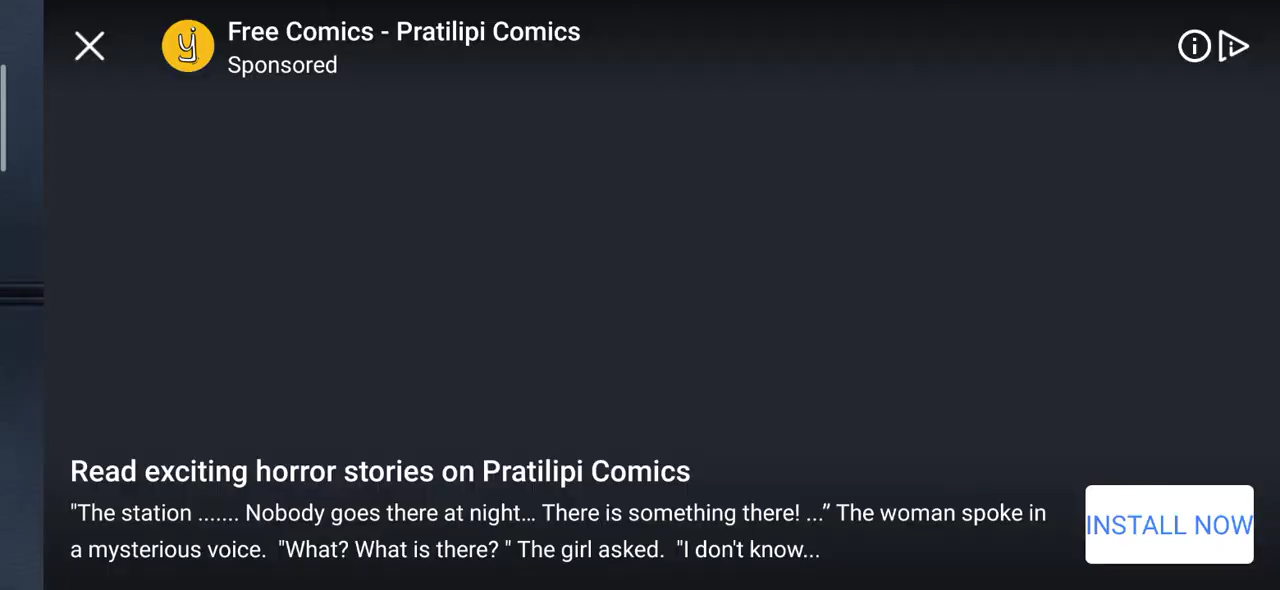 Free Comics - Pratilipi Comics
Sponsored
Read exciting horror stories on Pratilipi Comics
"The station ....... Nobody goes there at night... There is something there! ...” The woman spoke in
a mysterious voice.  "What? What is there? " The girl asked.  "I don't know...
INSTALL NOW